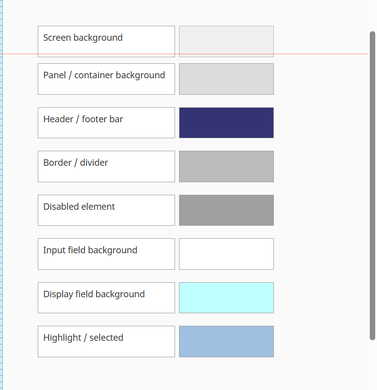 Screen background
Panel / container background
Header / footer bar
Border / divider
Disabled element
Input field background
Display field background
Highlight / selected